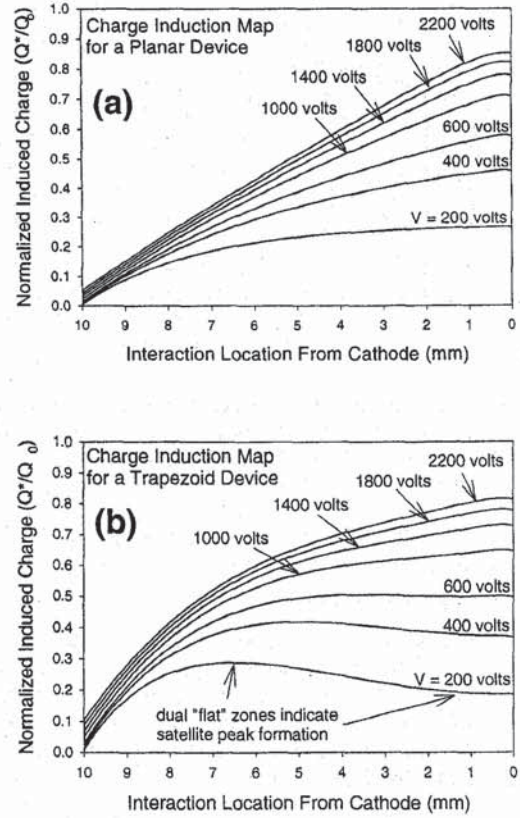 Charge Induction Map
for a Planar Device
(a)
2200 volts
1800 volts
1400 volts
1000 volts
600 volts
400 volts
V = 200 volts
Normalized Induced Charge (Q*/Q0)
1.0
0.9
0.8
0.7
0.6
0.5
0.4
0.3
0.2
0.1
0.0
10 9 8 7 6 5 4 3 2 1 0
Interaction Location From Cathode (mm)
Charge Induction Map
for a Trapezoid Device
(b)
2200 volts
1800 volts
1400 volts
1000 volts
600 volts
400 volts
V = 200 volts
dual "flat" zones indicate
satellite peak formation
Normalized Induced Charge (Q*/Q0)
1.0
0.9
0.8
0.7
0.6
0.5
0.4
0.3
0.2
0.1
0.0
10 9 8 7 6 5 4 3 2 1 0
Interaction Location From Cathode (mm)